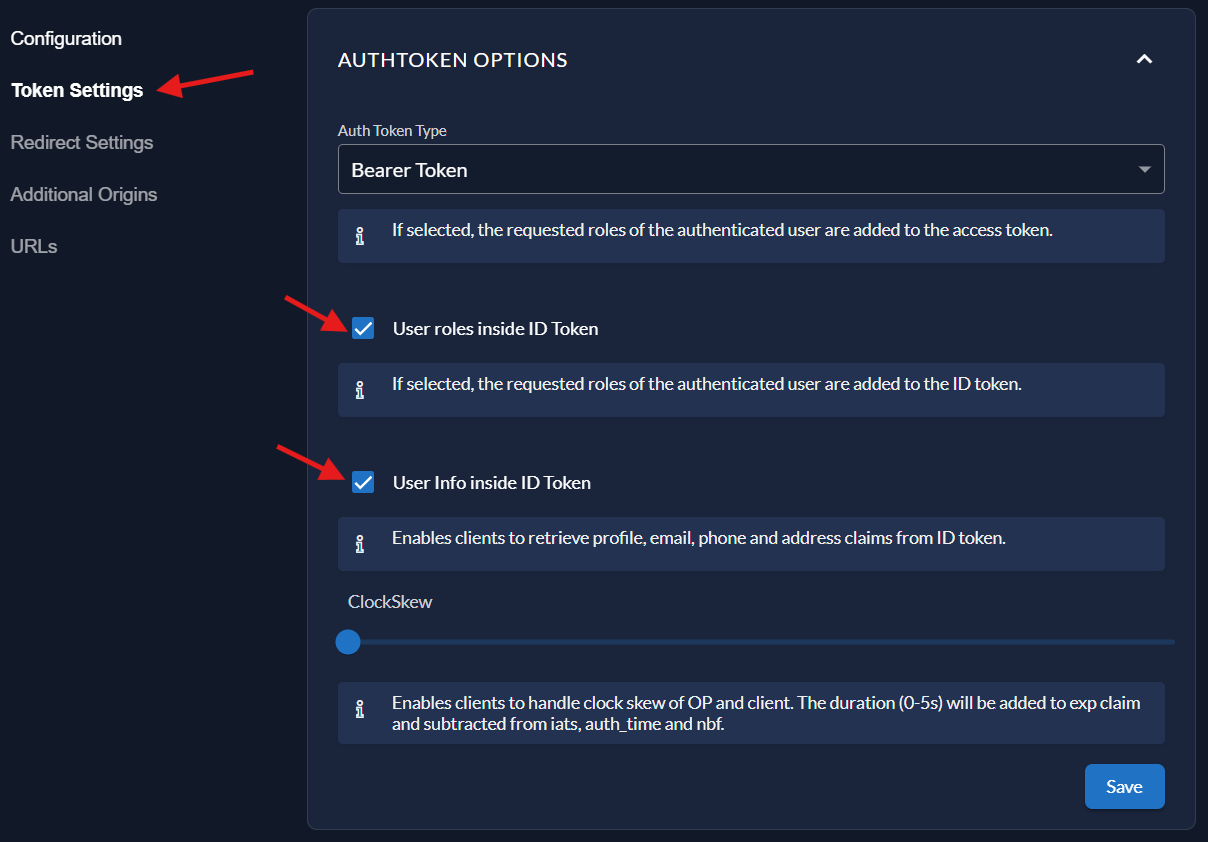 Configuration
Token Settings
Redirect Settings
Additional Origins
URLs
AUTHTOKEN OPTIONS
Auth Token Type
Bearer Token
If selected, the requested roles of the authenticated user are added to the access token.
User roles inside ID Token
If selected, the requested roles of the authenticated user are added to the ID token.
User Info inside ID Token
Enables clients to retrieve profile, email, phone and address claims from ID token.
ClockSkew
Enables clients to handle clock skew of OP and client. The duration (0-5s) will be added to exp claim
and subtracted from iats, auth_time and nbf.
Save